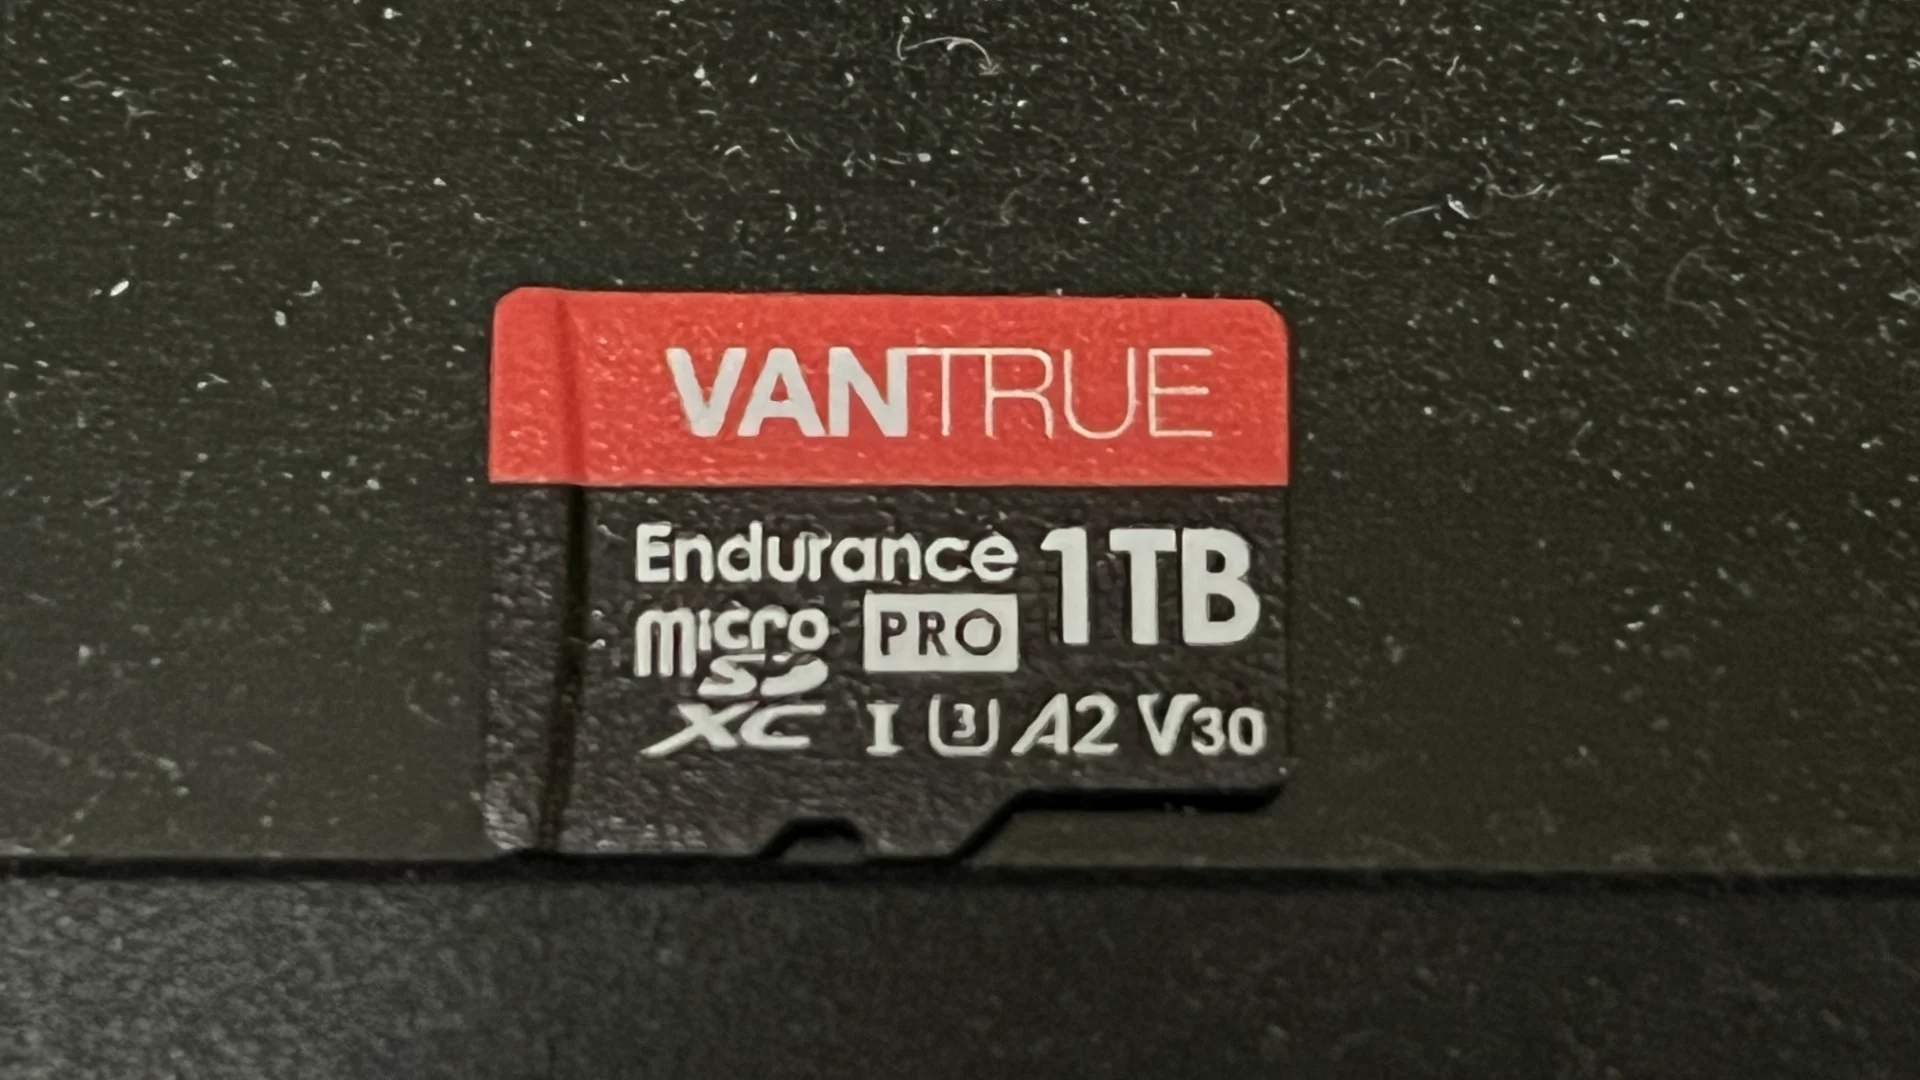 VANTRUE
Endurance 1TB
micro PRO
SD
XC I 3 A2 V30